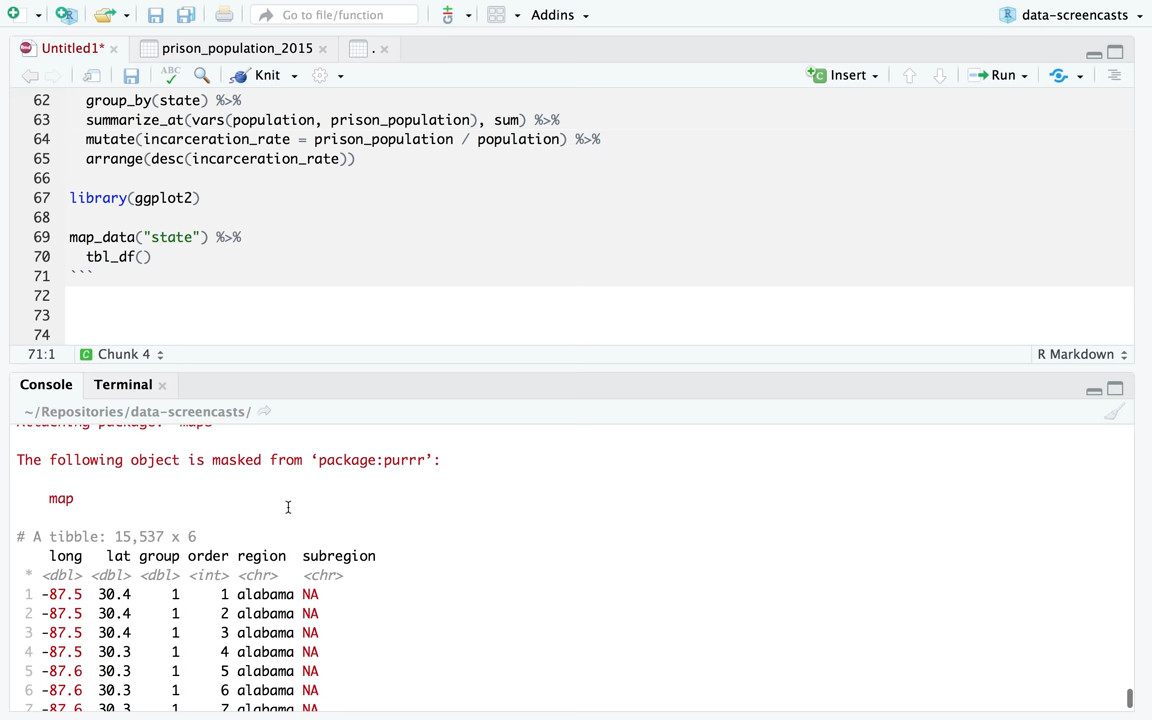 Go to file/function
Addins
data-screencasts
Untitled1*
prison_population_2015
.
ABC
Knit
Insert
Run
62 group_by(state) %>%
63 summarize_at(vars(population, prison_population), sum) %>%
64 mutate(incarceration_rate = prison_population / population) %>%
65 arrange(desc(incarceration_rate))
66
67 library(ggplot2)
68
69 map_data("state") %>%
70 tbl_df()
71 ```
72
73
74
71:1 Chunk 4 R Markdown
Console Terminal
~/Repositories/data-screencasts/
Attaching package: ‘maps’
The following object is masked from ‘package:purrr’:
map
# A tibble: 15,537 x 6
long lat group order region subregion
* <dbl> <dbl> <dbl> <int> <chr> <chr>
1 -87.5 30.4 1 1 alabama NA
2 -87.5 30.4 1 2 alabama NA
3 -87.5 30.4 1 3 alabama NA
4 -87.5 30.3 1 4 alabama NA
5 -87.6 30.3 1 5 alabama NA
6 -87.6 30.3 1 6 alabama NA
7 -87.6 30.3 1 7 alabama NA